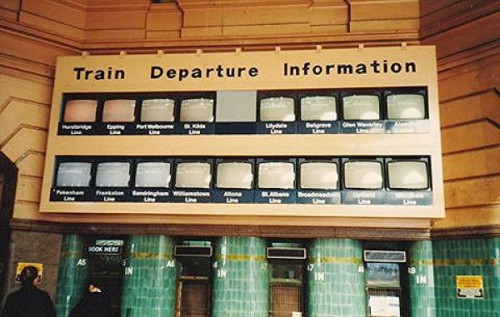 Train Departure Information
Hurstbridge Line
Epping Line
Port Melbourne Line
St. Kilda Line
Lilydale Line
Belgrave Line
Glen Waverley Line
Line
Pakenham Line
Frankston Line
Sandringham Line
Williamstown Line
Altona Line
St. Albans Line
Broadmeadows Line
Upfield Line
Line
BOOK HERE
IN
IN
IN